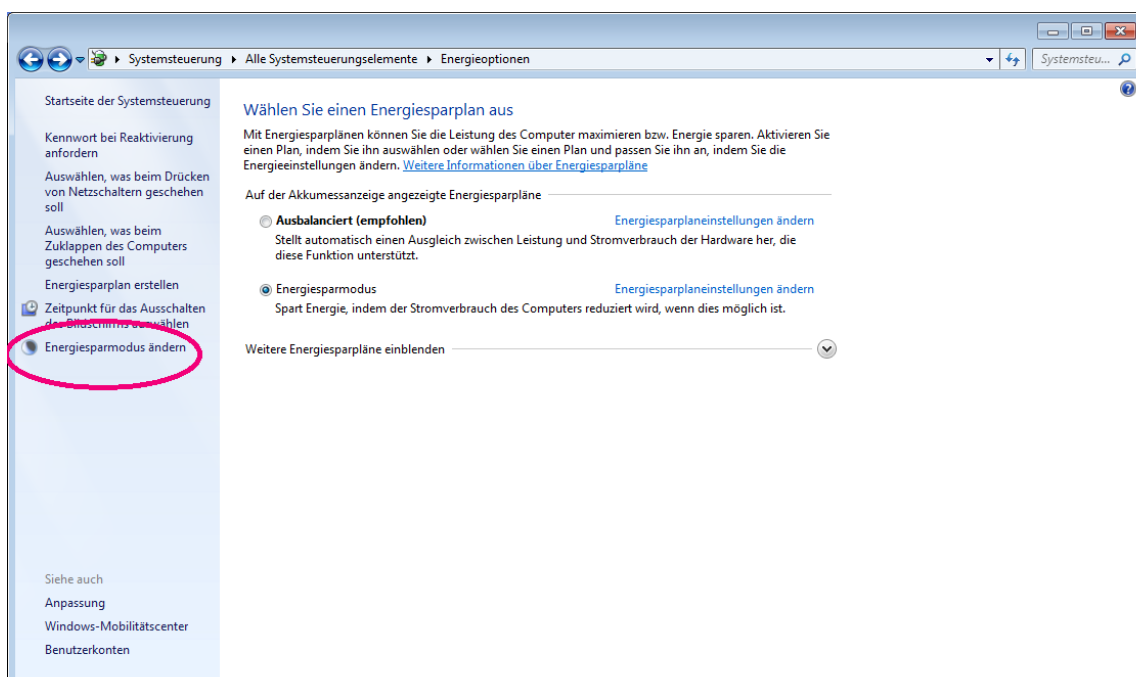 Systemsteuerung ▸ Alle Systemsteuerungselemente ▸ Energieoptionen
Systemsteu...
Startseite der Systemsteuerung
Kennwort bei Reaktivierung
anfordern
Auswählen, was beim Drücken
von Netzschaltern geschehen
soll
Auswählen, was beim
Zuklappen des Computers
geschehen soll
Energiesparplan erstellen
Zeitpunkt für das Ausschalten
des Bildschirms auswählen
Energiesparmodus ändern
Siehe auch
Anpassung
Windows-Mobilitätscenter
Benutzerkonten
Wählen Sie einen Energiesparplan aus
Mit Energiesparplänen können Sie die Leistung des Computer maximieren bzw. Energie sparen. Aktivieren Sie
einen Plan, indem Sie ihn auswählen oder wählen Sie einen Plan und passen Sie ihn an, indem Sie die
Energieeinstellungen ändern. Weitere Informationen über Energiesparpläne
Auf der Akkumessanzeige angezeigte Energiesparpläne
Ausbalanciert (empfohlen) Energiesparplaneinstellungen ändern
Stellt automatisch einen Ausgleich zwischen Leistung und Stromverbrauch der Hardware her, die
diese Funktion unterstützt.
Energiesparmodus Energiesparplaneinstellungen ändern
Spart Energie, indem der Stromverbrauch des Computers reduziert wird, wenn dies möglich ist.
Weitere Energiesparpläne einblenden